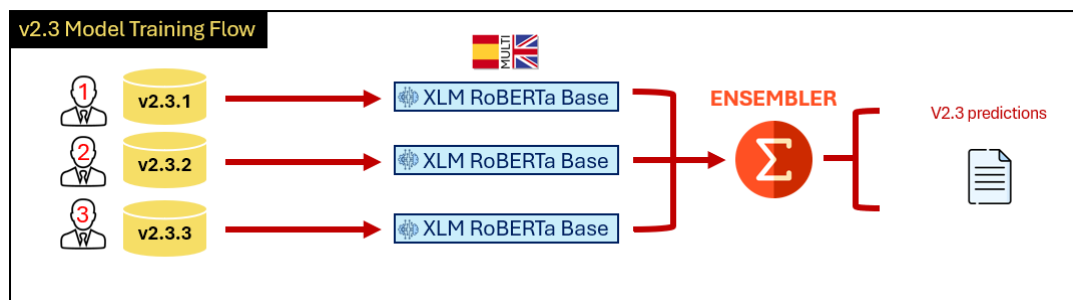 v2.3 Model Training Flow
MULTI
1
v2.3.1
XLM RoBERTa Base
ENSEMBLER
V2.3 predictions
2
v2.3.2
XLM RoBERTa Base
Σ
3
v2.3.3
XLM RoBERTa Base